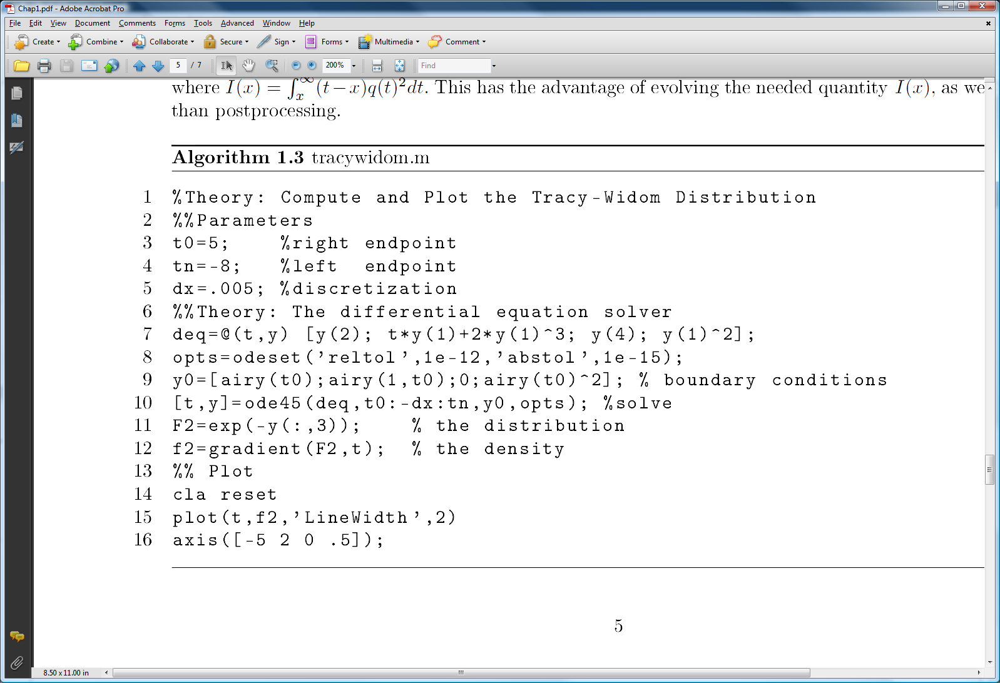 Chap1.pdf - Adobe Acrobat Pro
File Edit View Document Comments Forms Tools Advanced Window Help
Create Combine Collaborate Secure Sign Forms Multimedia Comment
5 / 7 200% Find
where I(x) = ∫_x^∞ (t−x)q(t)²dt. This has the advantage of evolving the needed quantity I(x), as we
than postprocessing.
Algorithm 1.3 tracywidom.m
1 %Theory: Compute and Plot the Tracy-Widom Distribution
2 %%Parameters
3 t0=5; %right endpoint
4 tn=-8; %left endpoint
5 dx=.005; %discretization
6 %%Theory: The differential equation solver
7 deq=@(t,y) [y(2); t*y(1)+2*y(1)^3; y(4); y(1)^2];
8 opts=odeset('reltol',1e-12,'abstol',1e-15);
9 y0=[airy(t0);airy(1,t0);0;airy(t0)^2]; % boundary conditions
10 [t,y]=ode45(deq,t0:-dx:tn,y0,opts); %solve
11 F2=exp(-y(:,3)); % the distribution
12 f2=gradient(F2,t); % the density
13 %% Plot
14 cla reset
15 plot(t,f2,'LineWidth',2)
16 axis([-5 2 0 .5]);
5
8.50 x 11.00 in